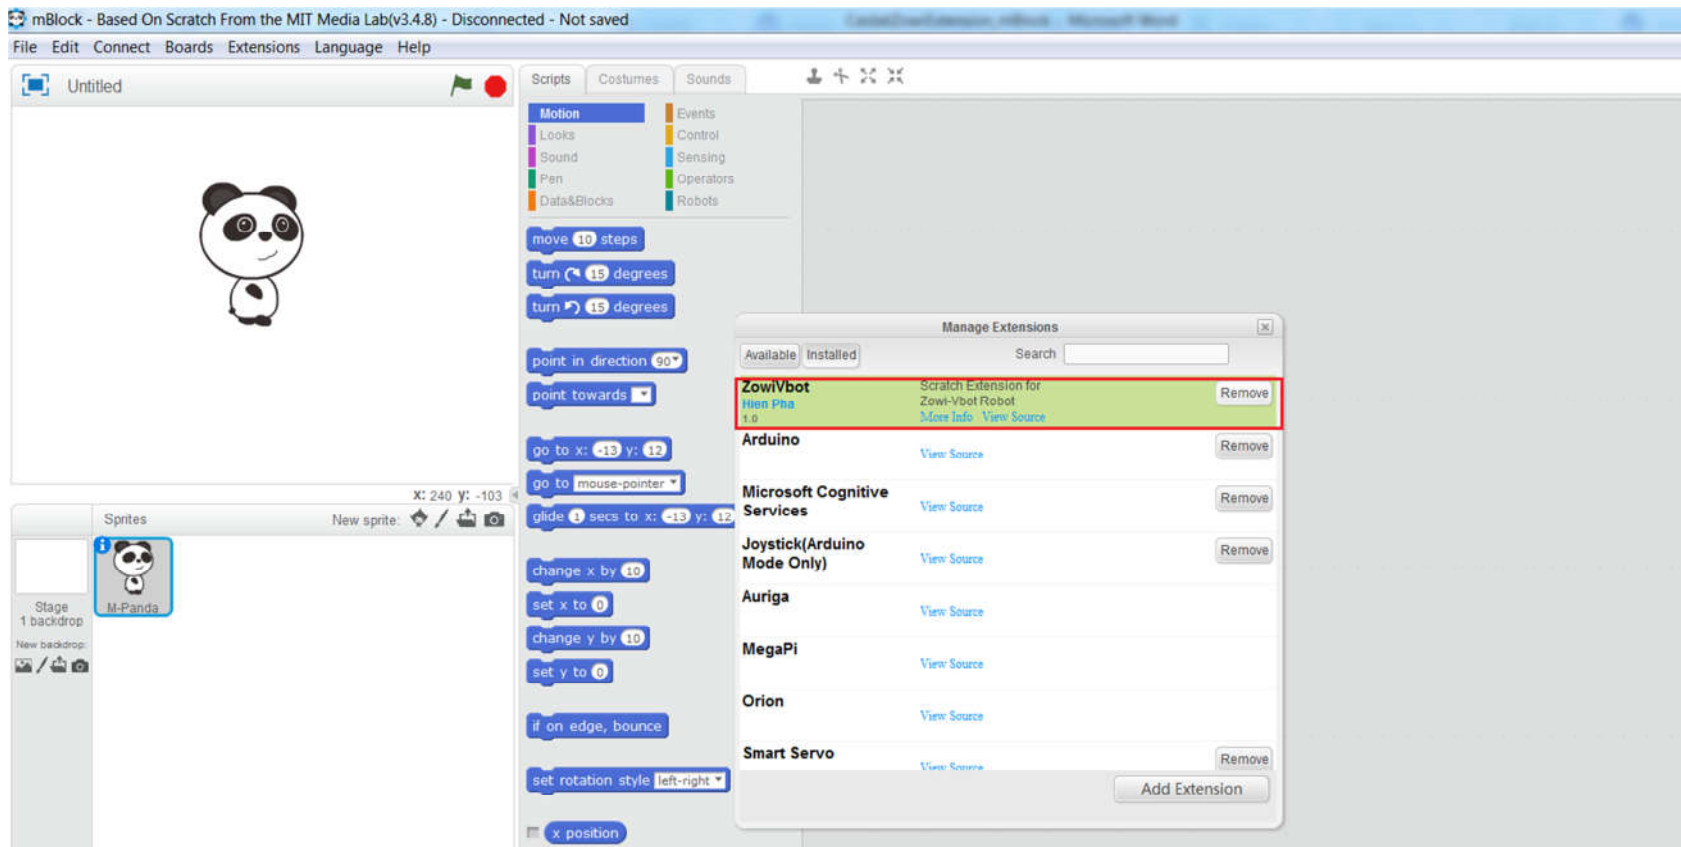 mBlock - Based On Scratch From the MIT Media Lab(v3.4.8) - Disconnected - Not saved
File Edit Connect Boards Extensions Language Help
Untitled
x: 240 y: -103
Sprites
New sprite:
Stage
1 backdrop
New backdrop:
M-Panda
Scripts Costumes Sounds
Motion Events
Looks Control
Sound Sensing
Pen Operators
Data&Blocks Robots
move 10 steps
turn 15 degrees
turn 15 degrees
point in direction 90
point towards
go to x: -13 y: 12
go to mouse-pointer
glide 1 secs to x: -13 y: 12
change x by 10
set x to 0
change y by 10
set y to 0
if on edge, bounce
set rotation style left-right
x position
Manage Extensions
Available Installed Search
ZowiVbot
Hien Pha
1.0
Scratch Extension for
Zowi-Vbot Robot
More Info View Source
Remove
Arduino
View Source
Remove
Microsoft Cognitive
Services
View Source
Remove
Joystick(Arduino
Mode Only)
View Source
Remove
Auriga
View Source
MegaPi
View Source
Orion
View Source
Smart Servo
View Source
Remove
Add Extension